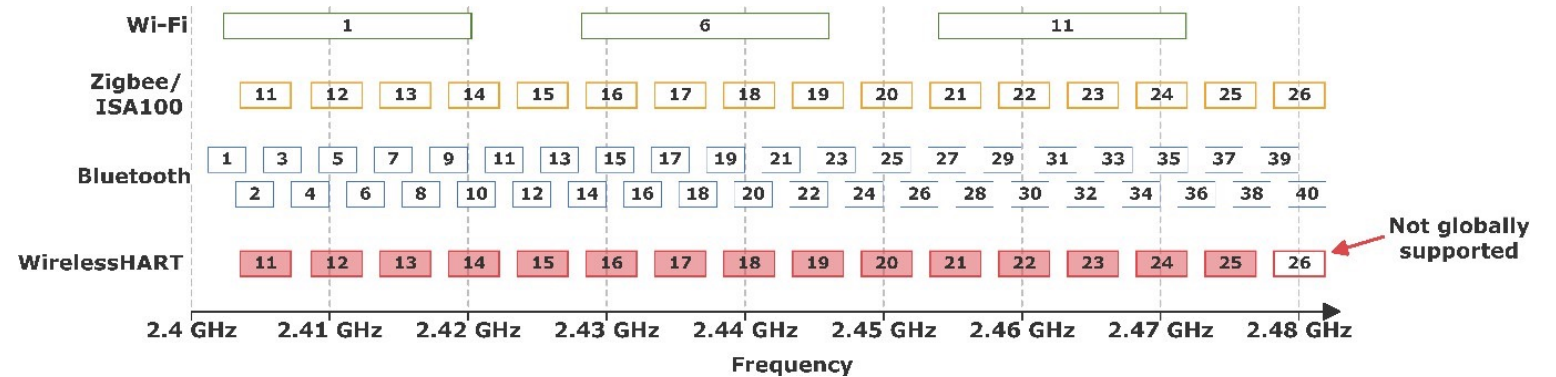 Wi-Fi 1 6 11
Zigbee/
ISA100
11 12 13 14 15 16 17 18 19 20 21 22 23 24 25 26
Bluetooth
1 3 5 7 9 11 13 15 17 19 21 23 25 27 29 31 33 35 37 39
2 4 6 8 10 12 14 16 18 20 22 24 26 28 30 32 34 36 38 40
WirelessHART 11 12 13 14 15 16 17 18 19 20 21 22 23 24 25 26
Not globally
supported
2.4 GHz 2.41 GHz 2.42 GHz 2.43 GHz 2.44 GHz 2.45 GHz 2.46 GHz 2.47 GHz 2.48 GHz
Frequency